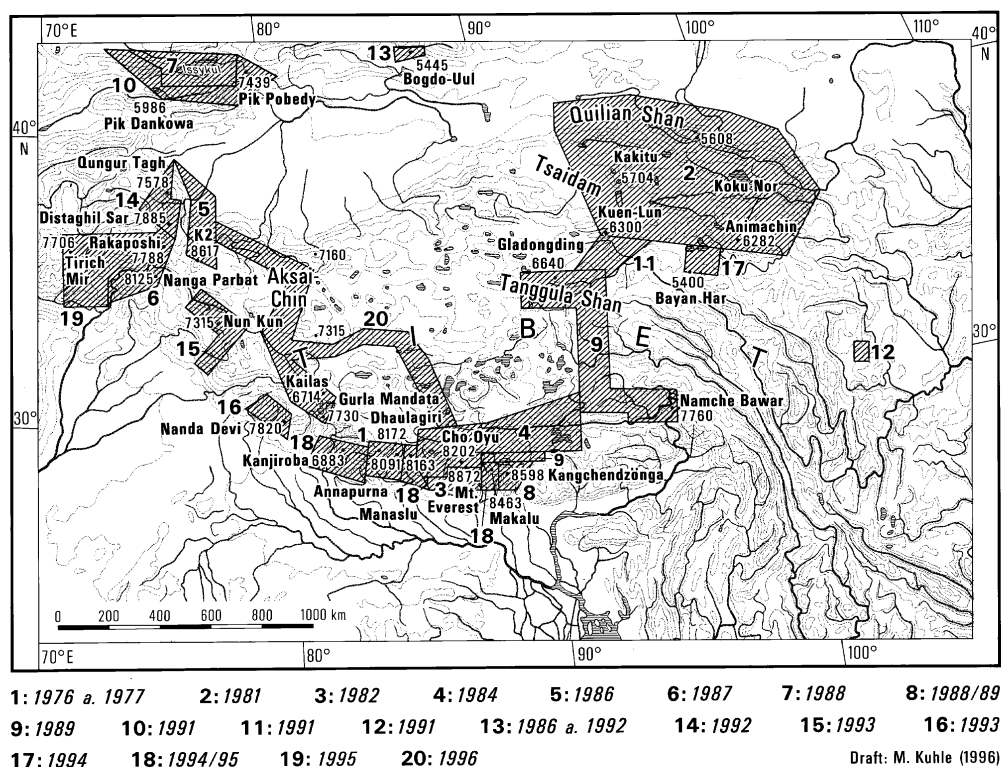 70°E 80° 90° 100° 110°
40°
N
13
5445
Bogdo-Uul
7
Issykul
7439
Pik Pobedy
10
5986
Pik Dankowa
40°
N
Quilian Shan
5608
Kakitu
5704
2
Koku-Nor
Tsaidam
Kuen-Lun
6300
Animachin
6282
Qungur Tagh
7578
14
5
Distaghil Sar 7885
K2
8617
7706
Rakaposhi
7788
Tirich
Mir
8125
6
Nanga Parbat
19
Aksai
Chin
7160
Gladongding
6640
11
17
5400
Bayan Har
Tanggula Shan
Nun Kun
7315
15
7315
20
T I B E T
9
12
30°
Kailas
6714
Gurla Mandata
7730
Dhaulagiri
8172
1
16
Nanda Devi 7820
30°
18
Kanjiroba 6883
8091
8163
Cho Oyu
8202
4
Namche Bawar
7760
9
8872
8598
Kangchendzönga
Annapurna
18
Manaslu
3
Mt.
Everest
8
8463
Makalu
18
0 200 400 600 800 1000 km
70°E 80° 90° 100°
1: 1976 a. 1977 2: 1981 3: 1982 4: 1984 5: 1986 6: 1987 7: 1988 8: 1988/89
9: 1989 10: 1991 11: 1991 12: 1991 13: 1986 a. 1992 14: 1992 15: 1993 16: 1993
17: 1994 18: 1994/95 19: 1995 20: 1996 Draft: M. Kuhle (1996)